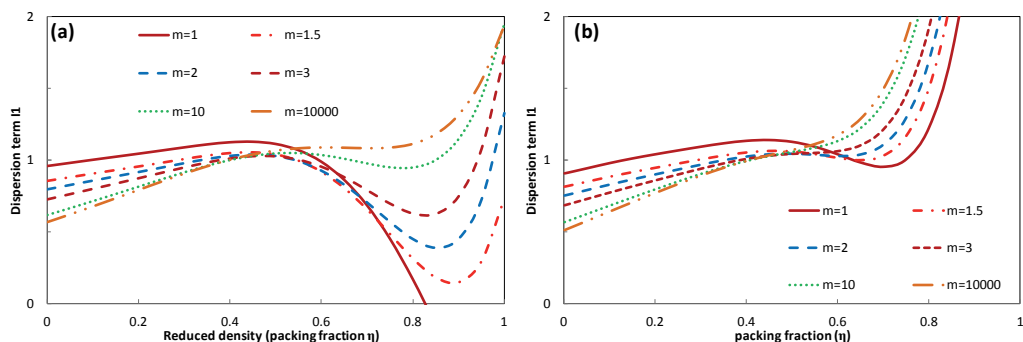 (a)
m=1
m=1.5
m=2
m=3
m=10
m=10000
Dispersion term I1
2
1
0
0
0.2
0.4
0.6
0.8
1
Reduced density (packing fraction η)
(b)
m=1
m=1.5
m=2
m=3
m=10
m=10000
Dispersion term I1
2
1
0
0
0.2
0.4
0.6
0.8
1
packing fraction (η)